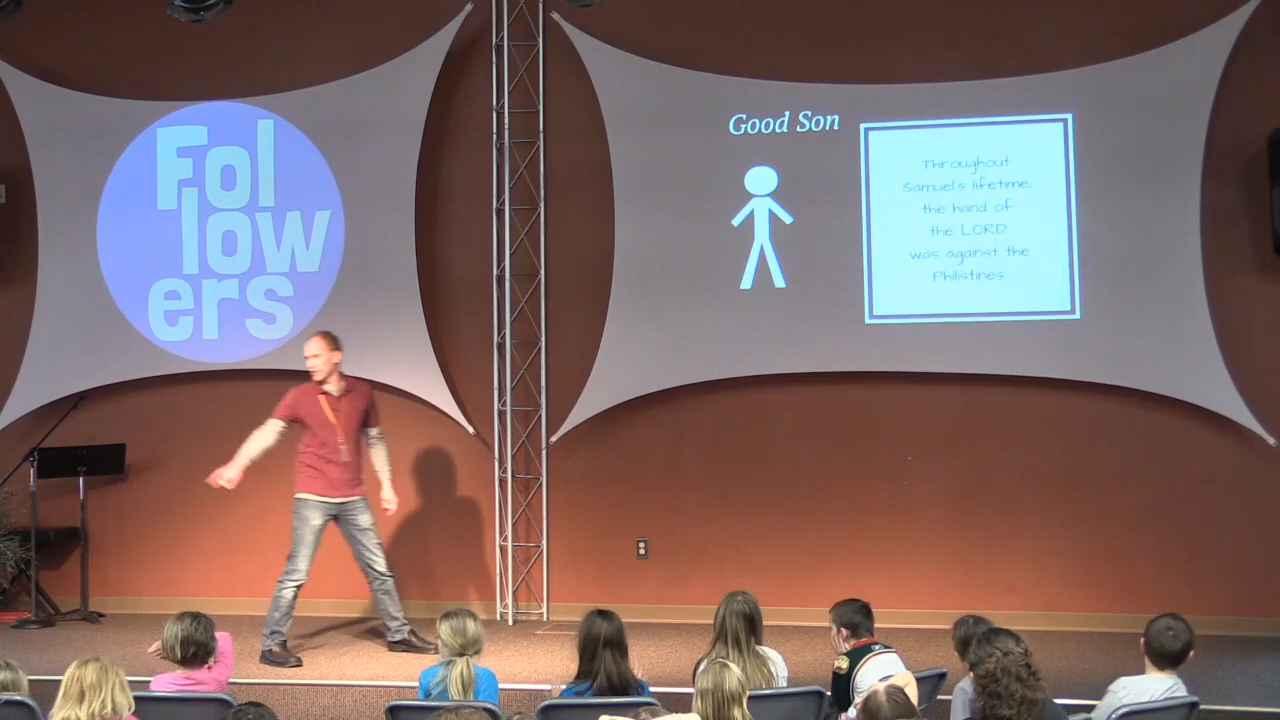 Fol
low
ers
Good Son
Throughout
Samuel's lifetime,
the hand of
the LORD
was against the
Philistines